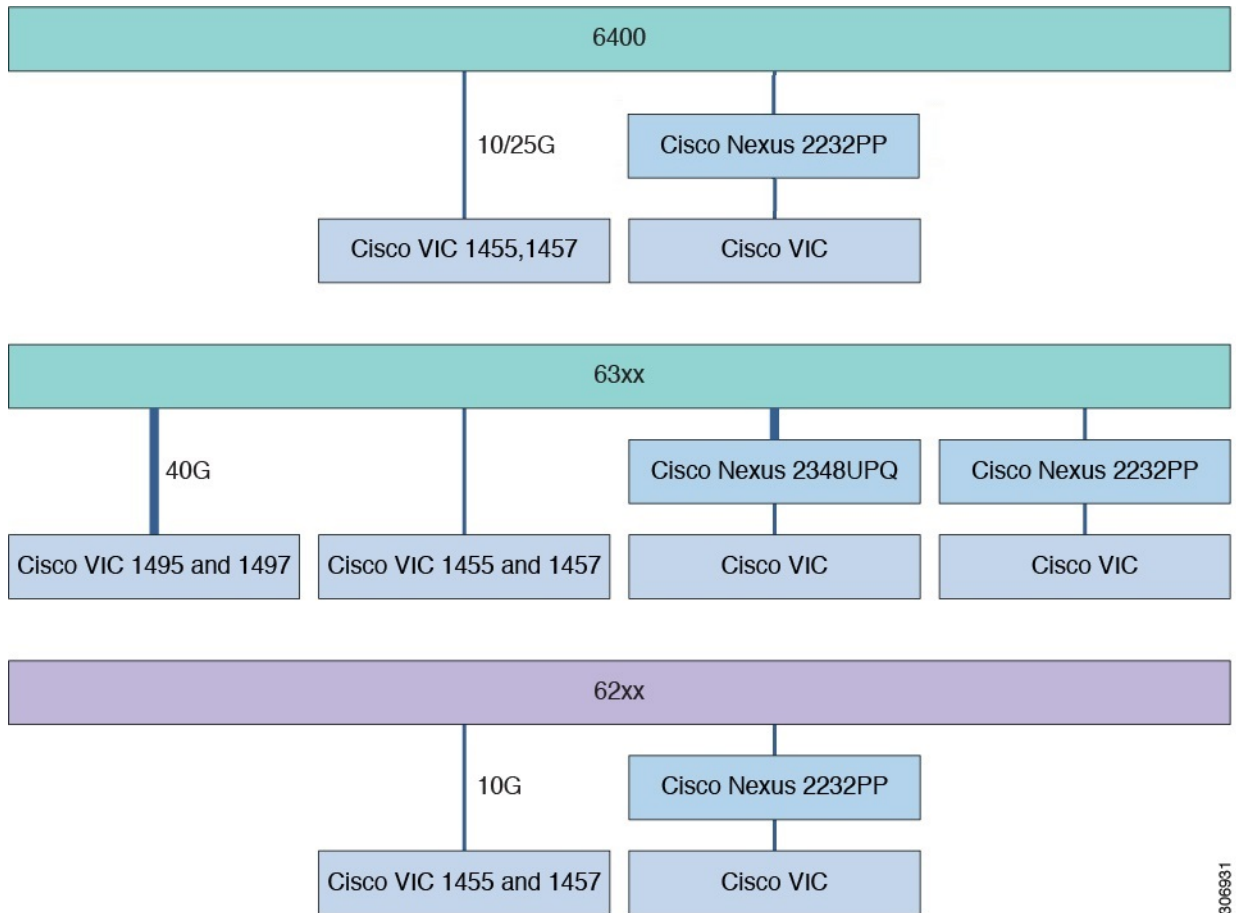 6400
10/25G
Cisco Nexus 2232PP
Cisco VIC 1455,1457
Cisco VIC
63xx
40G
Cisco Nexus 2348UPQ
Cisco Nexus 2232PP
Cisco VIC 1495 and 1497
Cisco VIC 1455 and 1457
Cisco VIC
Cisco VIC
62xx
10G
Cisco Nexus 2232PP
Cisco VIC 1455 and 1457
Cisco VIC
306931